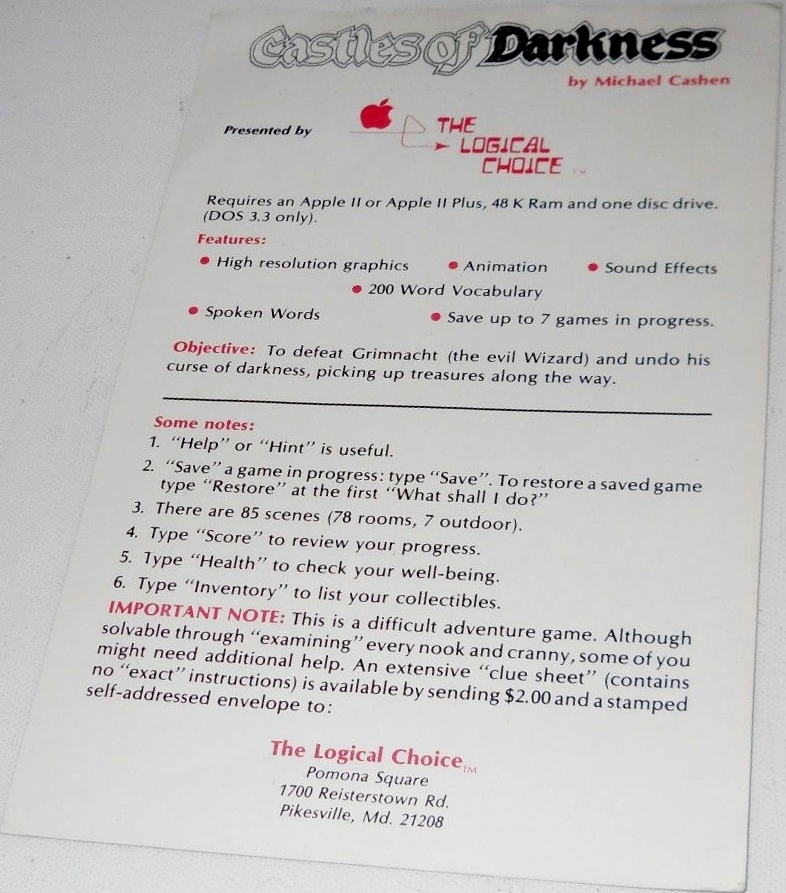 Castles of Darkness
by Michael Cashen
Presented by
THE
LOGICAL
CHOICE TM
Requires an Apple II or Apple II Plus, 48 K Ram and one disc drive.
(DOS 3.3 only).
Features:
• High resolution graphics • Animation • Sound Effects
• 200 Word Vocabulary
• Spoken Words • Save up to 7 games in progress.
Objective: To defeat Grimnacht (the evil Wizard) and undo his
curse of darkness, picking up treasures along the way.
Some notes:
1. "Help" or "Hint" is useful.
2. "Save" a game in progress: type "Save". To restore a saved game
type "Restore" at the first "What shall I do?"
3. There are 85 scenes (78 rooms, 7 outdoor).
4. Type "Score" to review your progress.
5. Type "Health" to check your well-being.
6. Type "Inventory" to list your collectibles.
IMPORTANT NOTE: This is a difficult adventure game. Although
solvable through "examining" every nook and cranny, some of you
might need additional help. An extensive "clue sheet" (contains
no "exact" instructions) is available by sending $2.00 and a stamped
self-addressed envelope to:
The Logical Choice TM
Pomona Square
1700 Reisterstown Rd.
Pikesville, Md. 21208